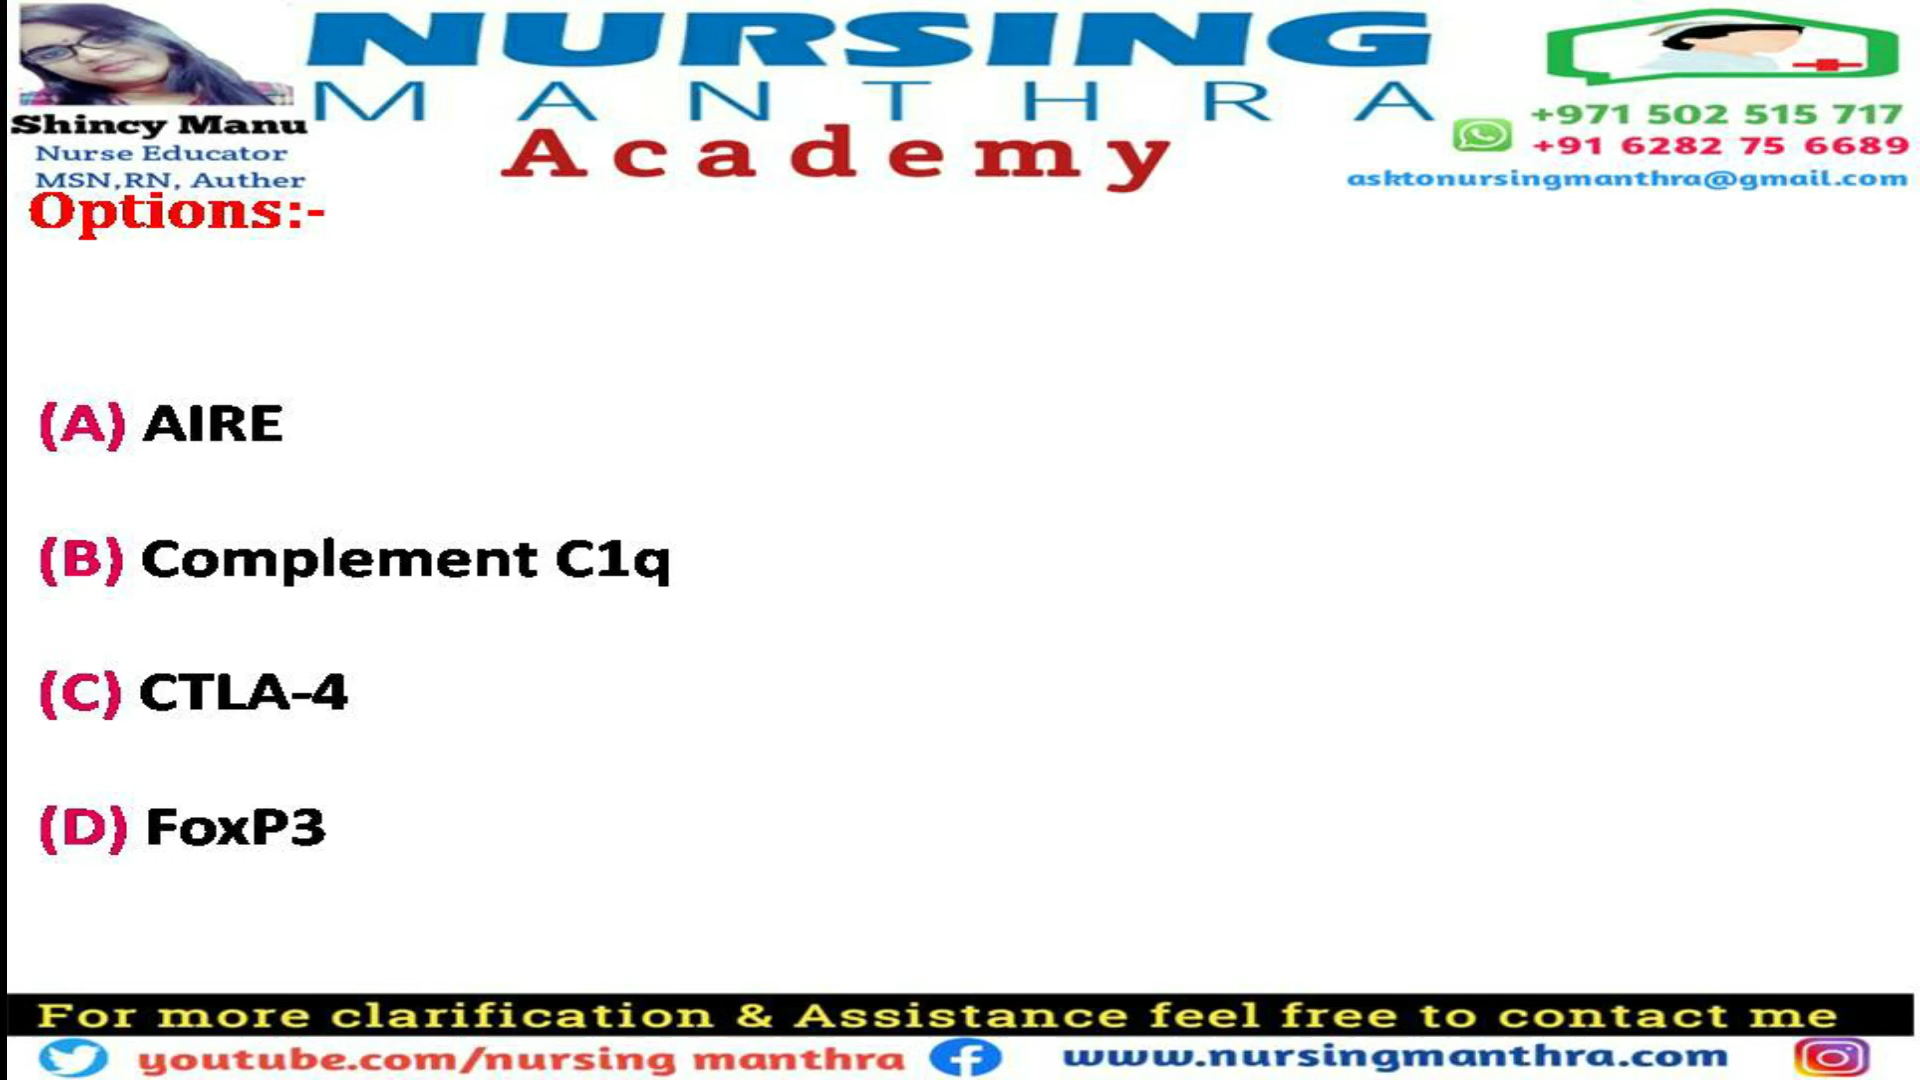 NURSING
MANTHRA
Academy
Shincy Manu
Nurse Educator
MSN,RN, Auther
+971 502 515 717
+91 6282 75 6689
asktonursingmanthra@gmail.com
Options:-
(A) AIRE
(B) Complement C1q
(C) CTLA-4
(D) FoxP3
For more clarification & Assistance feel free to contact me
youtube.com/nursing manthra
www.nursingmanthra.com